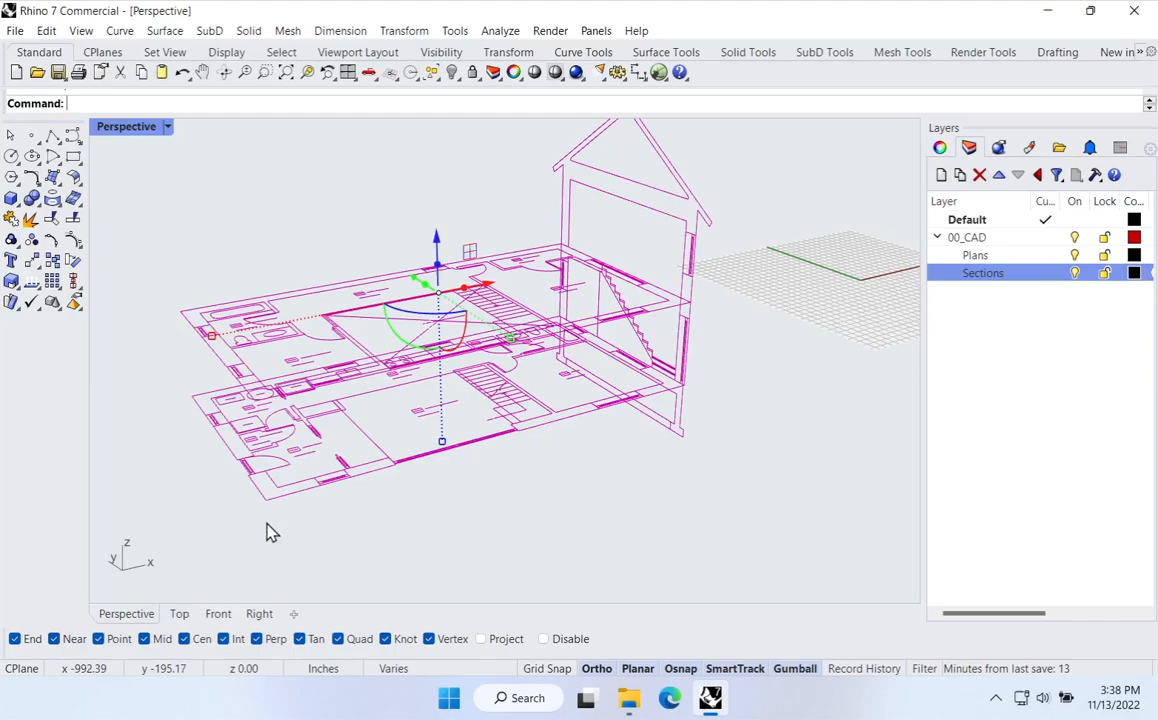 Rhino 7 Commercial - [Perspective]
File Edit View Curve Surface SubD Solid Mesh Dimension Transform Tools Analyze Render Panels Help
Standard CPlanes Set View Display Select Viewport Layout Visibility Transform Curve Tools Surface Tools Solid Tools SubD Tools Mesh Tools Render Tools Drafting New in »
Command:
Perspective
Layers
Layer Cu... On Lock Co...
Default
00_CAD
Plans
Sections
z
y x
Perspective Top Front Right
End Near Point Mid Cen Int Perp Tan Quad Knot Vertex Project Disable
CPlane x -992.39 y -195.17 z 0.00 Inches Varies Grid Snap Ortho Planar Osnap SmartTrack Gumball Record History Filter Minutes from last save: 13
Search
3:38 PM
11/13/2022